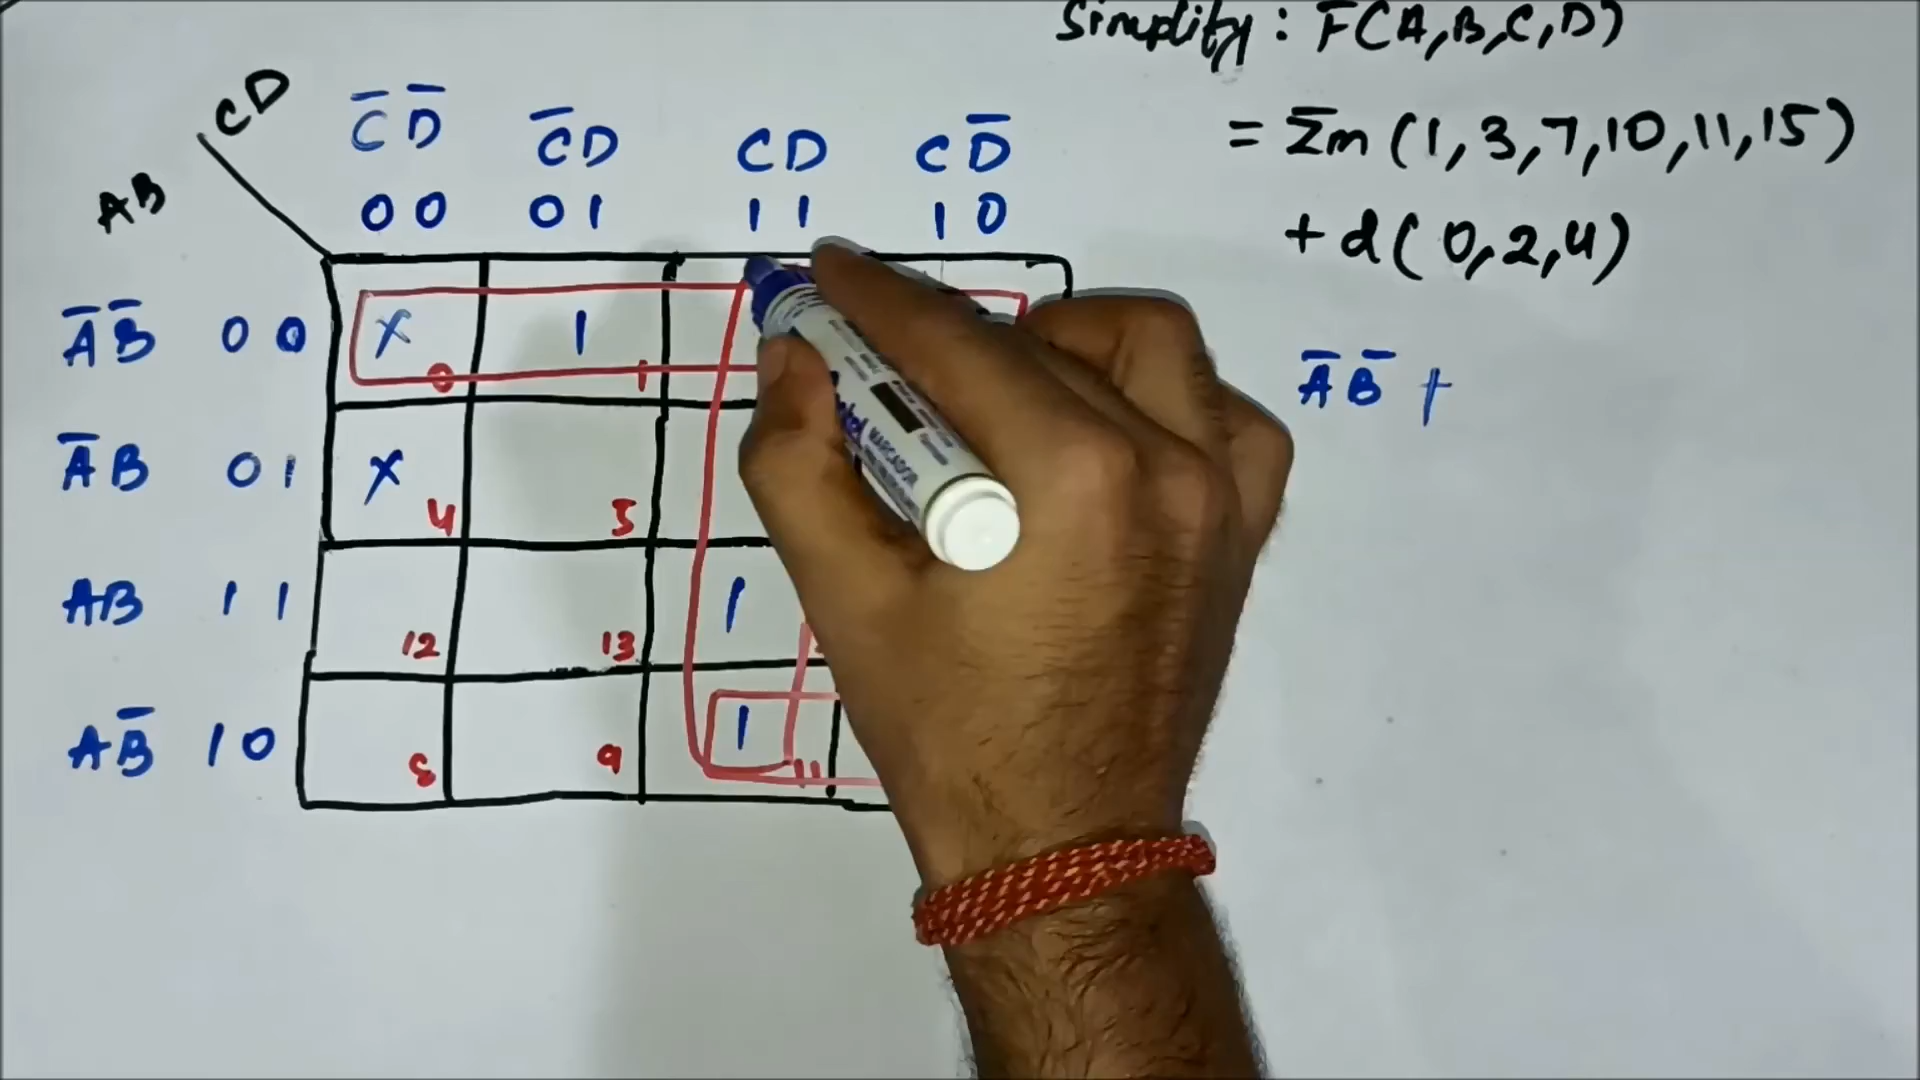 Simplify : F(A,B,C,D)
= Σm (1,3,7,10,11,15)
+ d( 0,2,4)
CD
AB
C̅ D̅ C̅D CD CD̅
00 01 11 10
A̅B̅ 00 X 0 1 1
A̅B 01 X 4 5
AB 11 12 13 1
AB̅ 10 8 9 1 11
A̅ B̅ +
MARCADOR